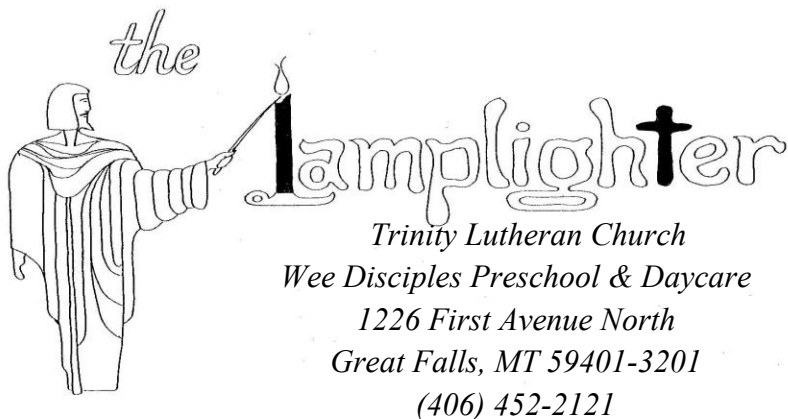 the
Lamplighter
Trinity Lutheran Church
Wee Disciples Preschool & Daycare
1226 First Avenue North
Great Falls, MT 59401-3201
(406) 452-2121